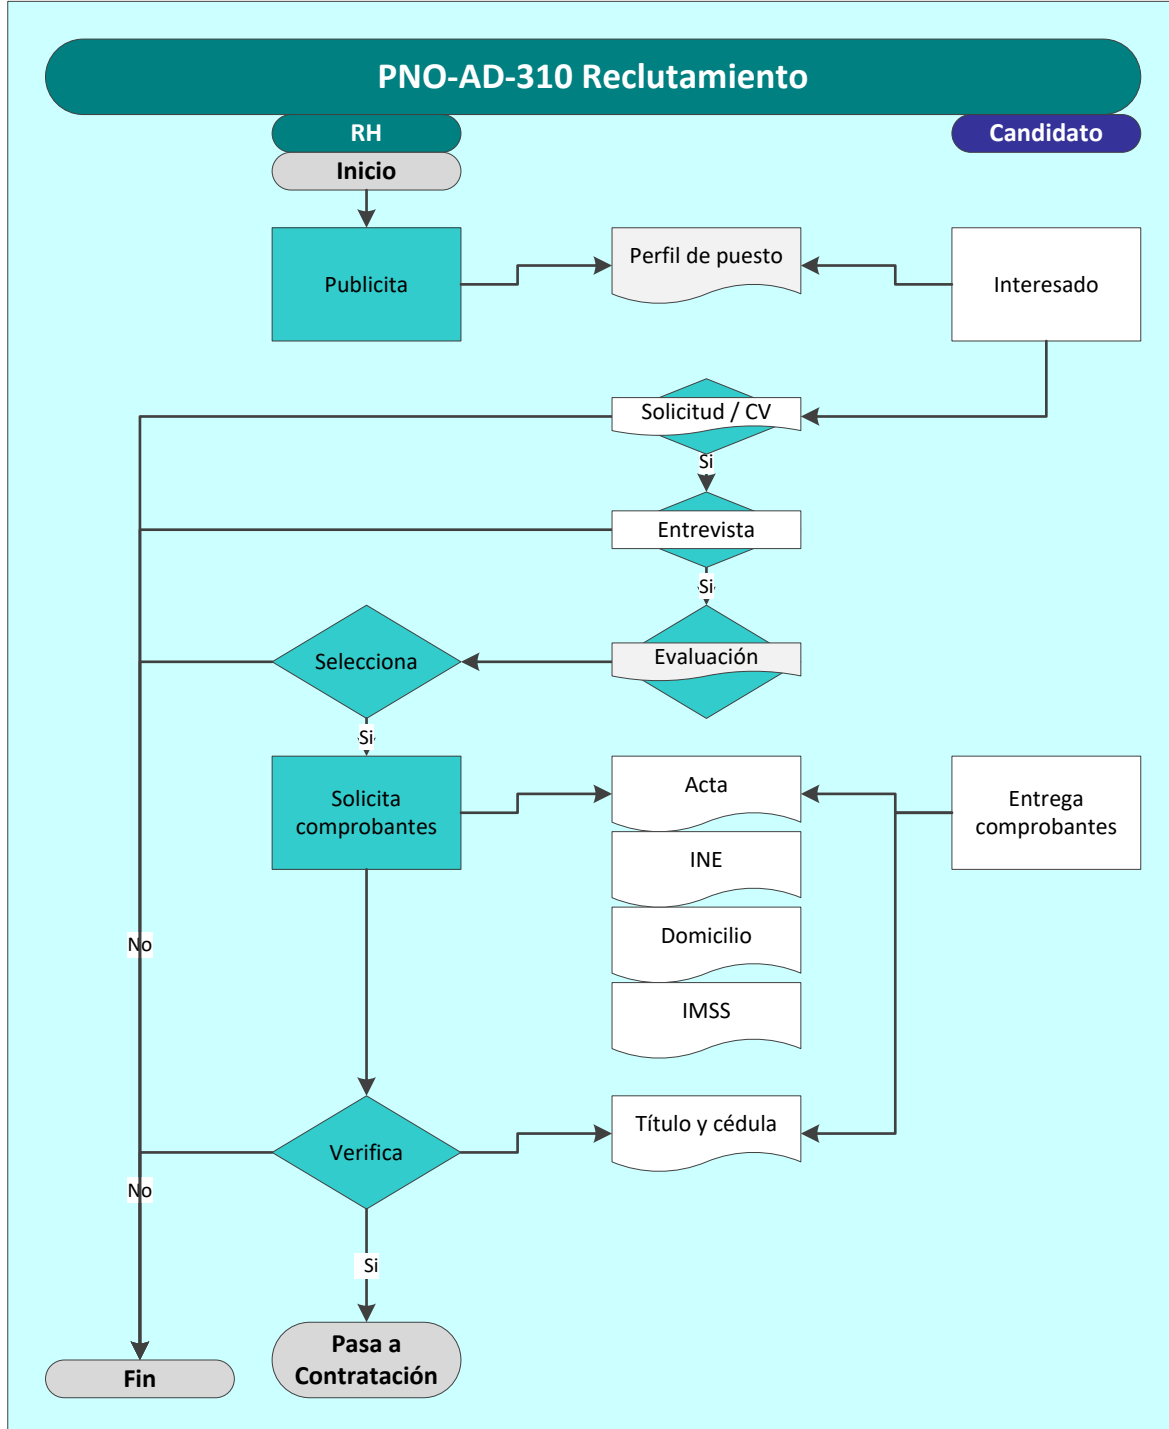 PNO-AD-310 Reclutamiento
RH
Candidato
Inicio
Publicita
Perfil de puesto
Interesado
Solicitud / CV
Si
Entrevista
Si
Selecciona
Evaluación
Si
Solicita
comprobantes
Acta
Entrega
comprobantes
INE
Domicilio
No
IMSS
Título y cédula
Verifica
No
Si
Pasa a
Contratación
Fin